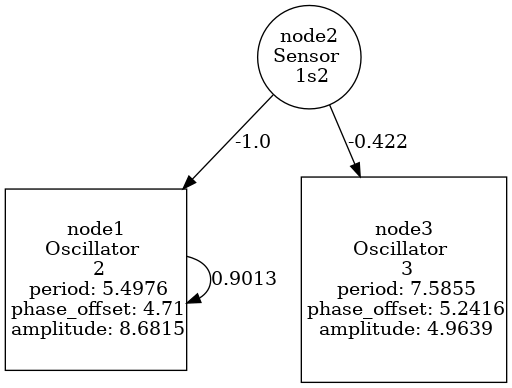 node2
Sensor
1s2
-1.0
-0.422
node1
Oscillator
2
period: 5.4976
phase_offset: 4.71
amplitude: 8.6815
0.9013
node3
Oscillator
3
period: 7.5855
phase_offset: 5.2416
amplitude: 4.9639